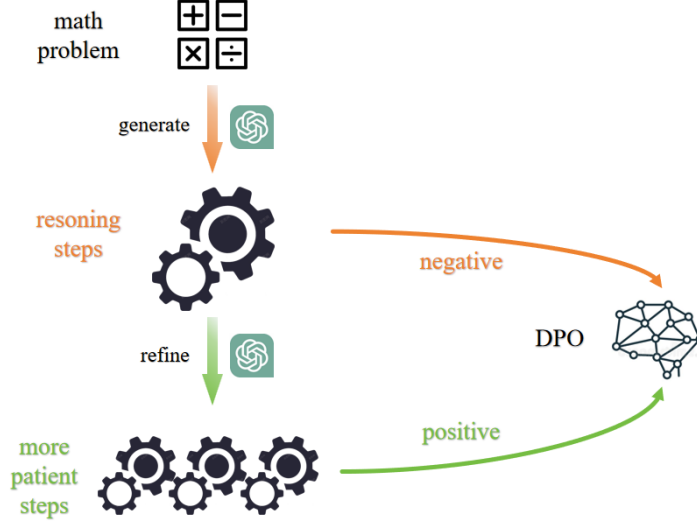 math
problem
generate
resoning
steps
negative
DPO
refine
positive
more
patient
steps